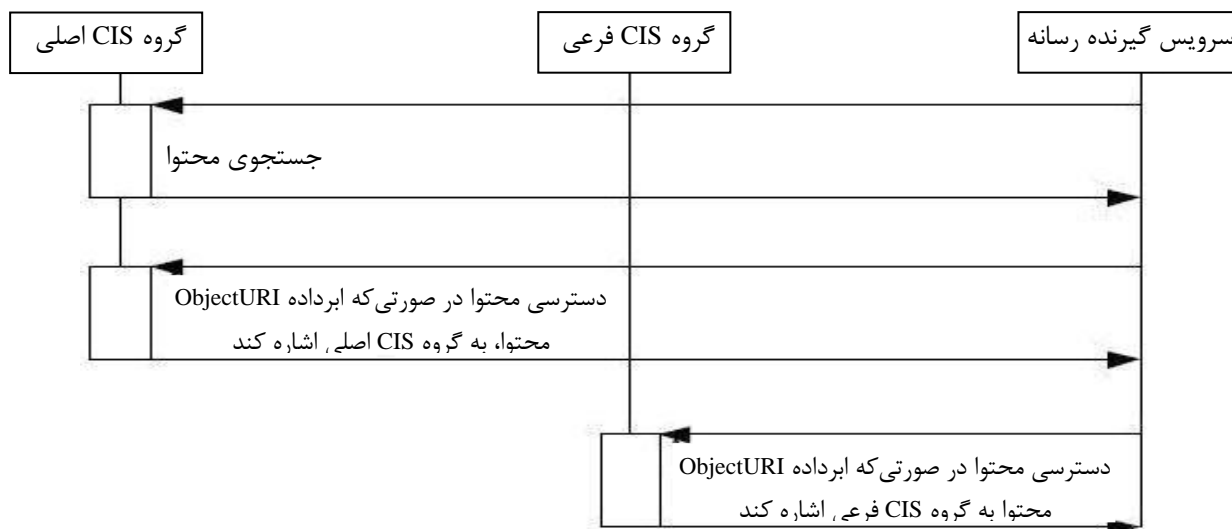 سرویس گیرنده رسانه
گروه CIS فرعی
گروه CIS اصلی
جستجوی محتوا
دسترسی محتوا در صورتی‌که ابرداده ObjectURI
محتوا، به گروه CIS اصلی اشاره کند
دسترسی محتوا در صورتی‌که ابرداده ObjectURI
محتوا به گروه CIS فرعی اشاره کند